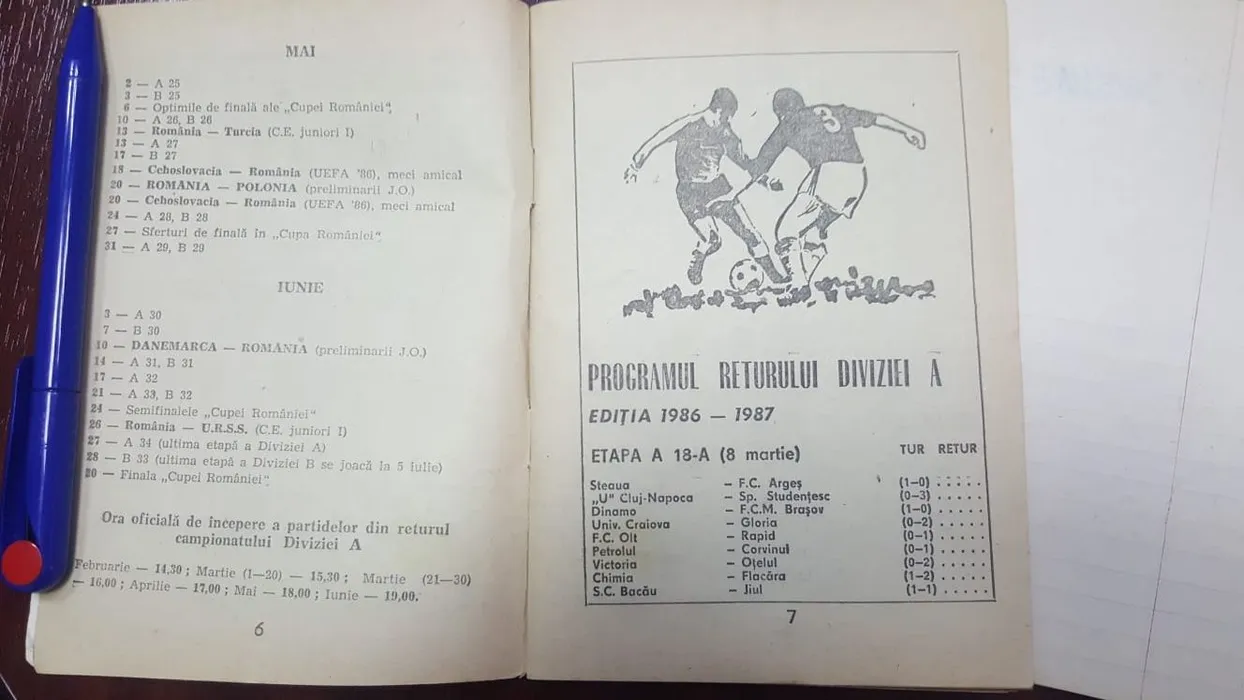 MAI
2 — A 25
3 — B 25
6 — Optimile de finală ale „Cupei României“,
10 — A 26, B 26
13 — România — Turcia (C.E. juniori I)
13 — A 27
17 — B 27
18 — Cehoslovacia — România (UEFA '86), meci amical
20 — ROMANIA — POLONIA (preliminarii J.O.)
20 — Cehoslovacia — România (UEFA '86), meci amical
24 — A 28, B 28
27 — Sferturi de finală în „Cupa României“,
31 — A 29, B 29
IUNIE
3 — A 30
7 — B 30
10 — DANEMARCA — ROMÂNIA (preliminarii J.O.)
14 — A 31, B 31
17 — A 32
21 — A 33, B 32
24 — Semifinalele „Cupei României“
26 — România — U.R.S.S. (C.E. juniori I)
27 — A 34 (ultima etapă a Diviziei A)
28 — B 33 (ultima etapă a Diviziei B se joacă la 5 iulie)
20 — Finala „Cupei României“,
Ora oficială de începere a partidelor din returul
campionatului Diviziei A
Februarie — 14,30 ; Martie (1—20) — 15,30 ; Martie (21—30)
— 16,00 ; Aprilie — 17,00 ; Mai — 18,00 ; Iunie — 19,00.
6
3
PROGRAMUL RETURULUI DIVIZIEI A
EDIȚIA 1986 — 1987
ETAPA A 18-A (8 martie) TUR RETUR
Steaua – F.C. Argeș (1–0) . . . . .
„U" Cluj-Napoca – Sp. Studențesc (0–3) . . . . .
Dinamo – F.C.M. Brașov (1–0) . . . . .
Univ. Craiova – Gloria (0–2) . . . . .
F.C. Olt – Rapid (0–1) . . . . .
Petrolul – Corvinul (0–1) . . . . .
Victoria – Oțelul (0–2) . . . . .
Chimia – Flacăra (1–2) . . . . .
S.C. Bacău – Jiul (1–1) . . . . .
7